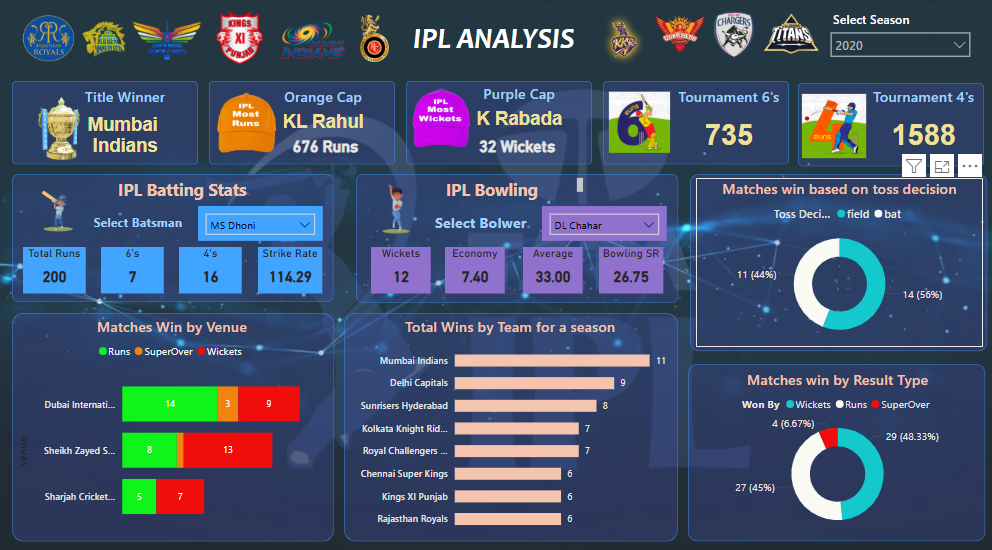 RAJASTHAN
ROYALS
KINGS
XI
PUNJAB
INDIANS
IPL ANALYSIS
KKR
SUNRISERS
CHARGERS
TITANS
Select Season
2020
Title Winner
Mumbai
Indians
IPL
Most
Runs
Orange Cap
KL Rahul
676 Runs
IPL
Most
Wickets
Purple Cap
K Rabada
32 Wickets
6
RUNS
Tournament 6's
735
4
RUNS
Tournament 4's
1588
IPL Batting Stats
Select Batsman
MS Dhoni
Total Runs
200
6's
7
4's
16
Strike Rate
114.29
IPL Bowling
Select Bolwer
DL Chahar
Wickets
12
Economy
7.40
Average
33.00
Bowling SR
26.75
Matches win based on toss decision
Toss Deci... field bat
11 (44%)
14 (56%)
Matches Win by Venue
Runs SuperOver Wickets
Dubai Internati... 14 3 9
Sheikh Zayed S... 8 13
Sharjah Cricket... 5 7
venue
Total Wins by Team for a season
Mumbai Indians 11
Delhi Capitals 9
Sunrisers Hyderabad 8
Kolkata Knight Rid... 7
Royal Challengers ... 7
Chennai Super Kings 6
Kings XI Punjab 6
Rajasthan Royals 6
Matches win by Result Type
Won By Wickets Runs SuperOver
4 (6.67%)
29 (48.33%)
27 (45%)
IPL